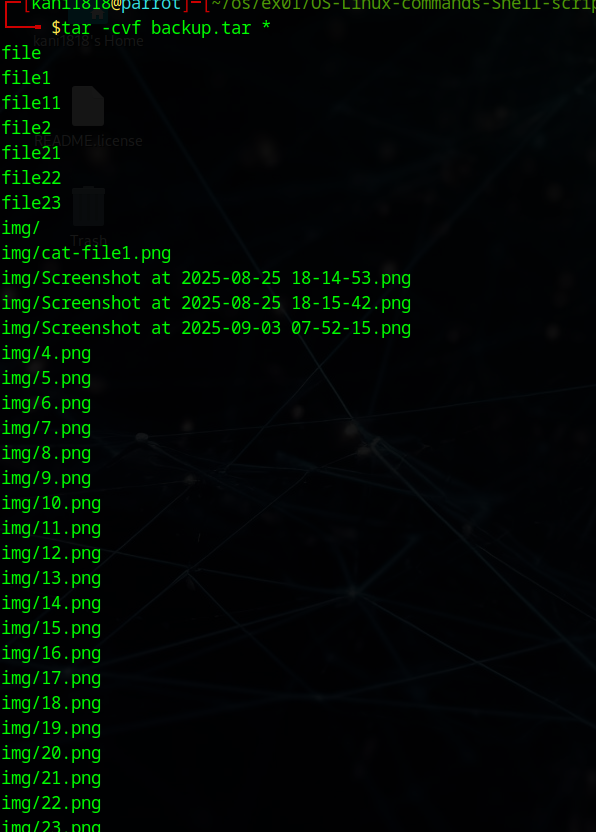 ┌─[kani1818@parrot]─[~/os/ex01/OS-Linux-commands-Shell-scrip
└──╼ $tar -cvf backup.tar *
kani1818's Home
file
file1
file11
README.license
file2
file21
file22
file23
Trash
img/
img/cat-file1.png
img/Screenshot at 2025-08-25 18-14-53.png
img/Screenshot at 2025-08-25 18-15-42.png
img/Screenshot at 2025-09-03 07-52-15.png
img/4.png
img/5.png
img/6.png
img/7.png
img/8.png
img/9.png
img/10.png
img/11.png
img/12.png
img/13.png
img/14.png
img/15.png
img/16.png
img/17.png
img/18.png
img/19.png
img/20.png
img/21.png
img/22.png
img/23.png